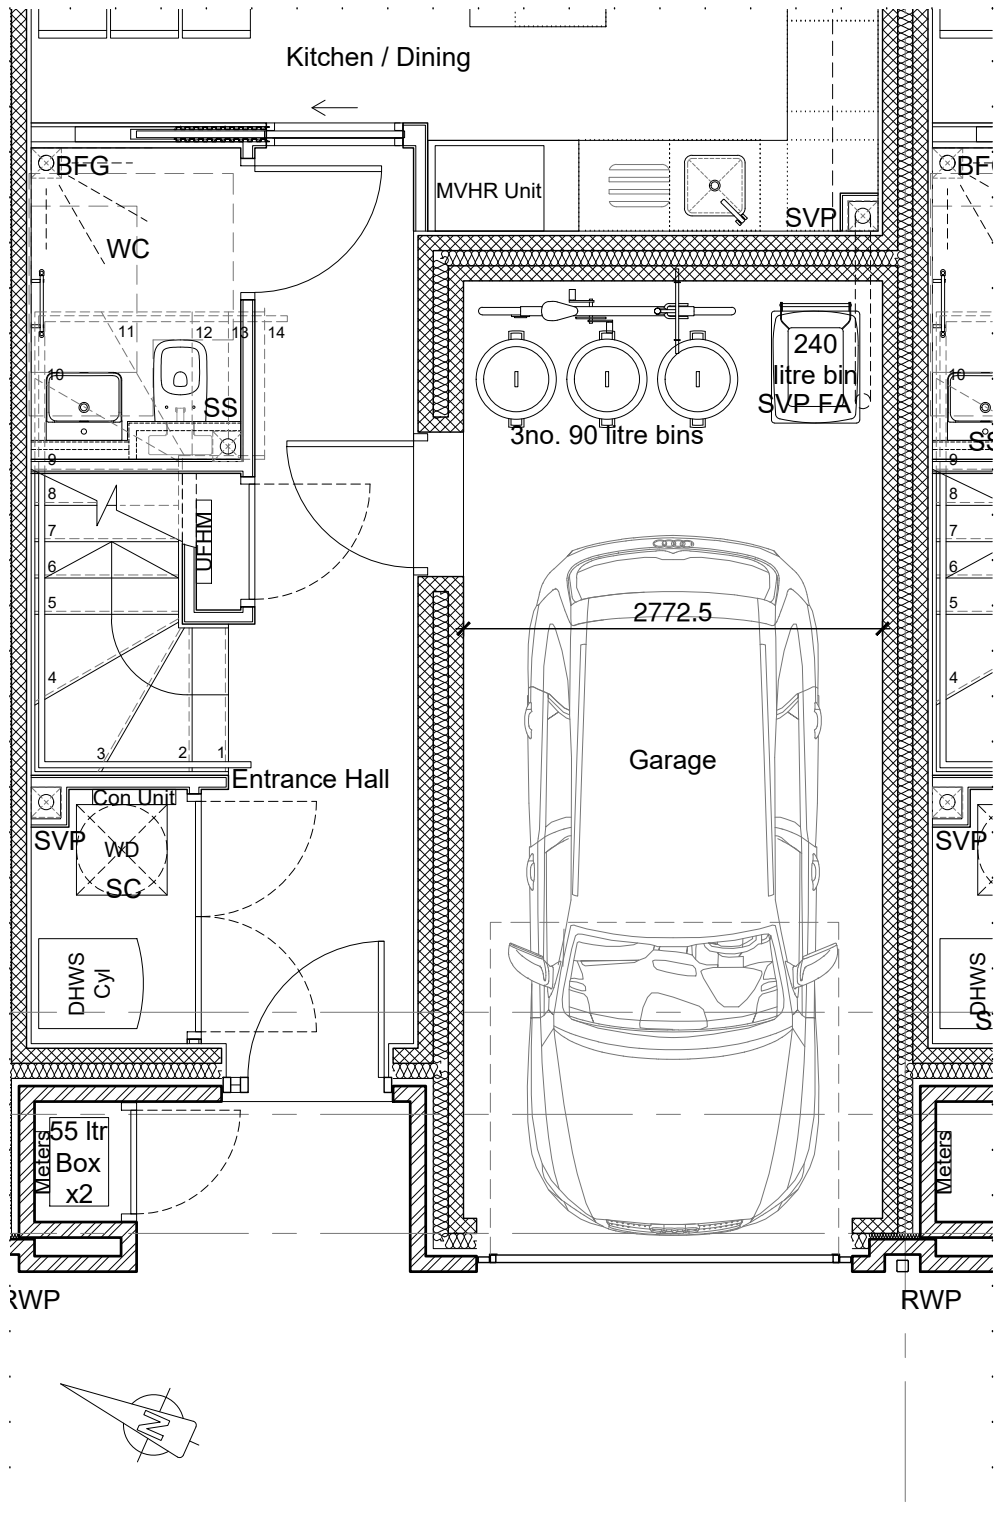 Kitchen / Dining
MVHR Unit
BFG
BF
WC
SVP
11
12
13
14
10
10
240
litre bin
SVP FA
SS
3no. 90 litre bins
SS
9
9
8
8
7
7
UFHM
6
6
5
5
2772.5
4
4
3
2
1
Garage
Entrance Hall
Con Unit
SVP
WD
SC
SVP
DHWS
Cyl
DHWS
S
Meters
55 ltr
Box
x2
Meters
RWP
RWP
N